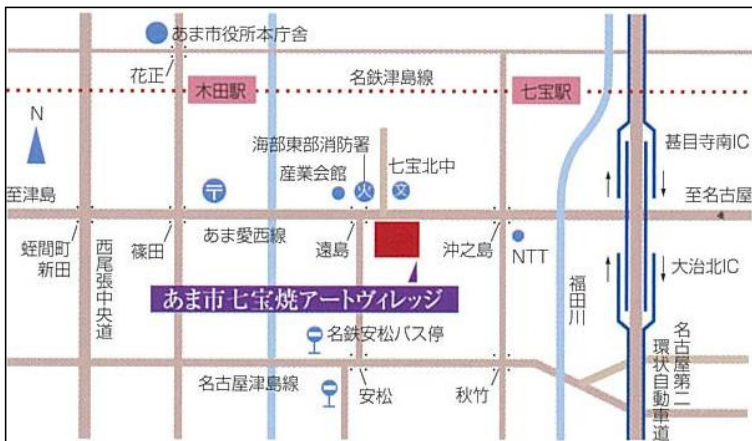 あま市役所本庁舎
花正
木田駅
名鉄津島線
七宝駅
N
海部東部消防署
甚目寺南IC
産業会館
七宝北中
〒
火
文
至津島
至名古屋
蛭間町
新田
西尾張中央道
篠田
あま愛西線
遠島
沖之島
NTT
福田川
大治北IC
あま市七宝焼アートヴィレッジ
名鉄安松バス停
名古屋津島線
安松
秋竹
名古屋第二
環状自動車道